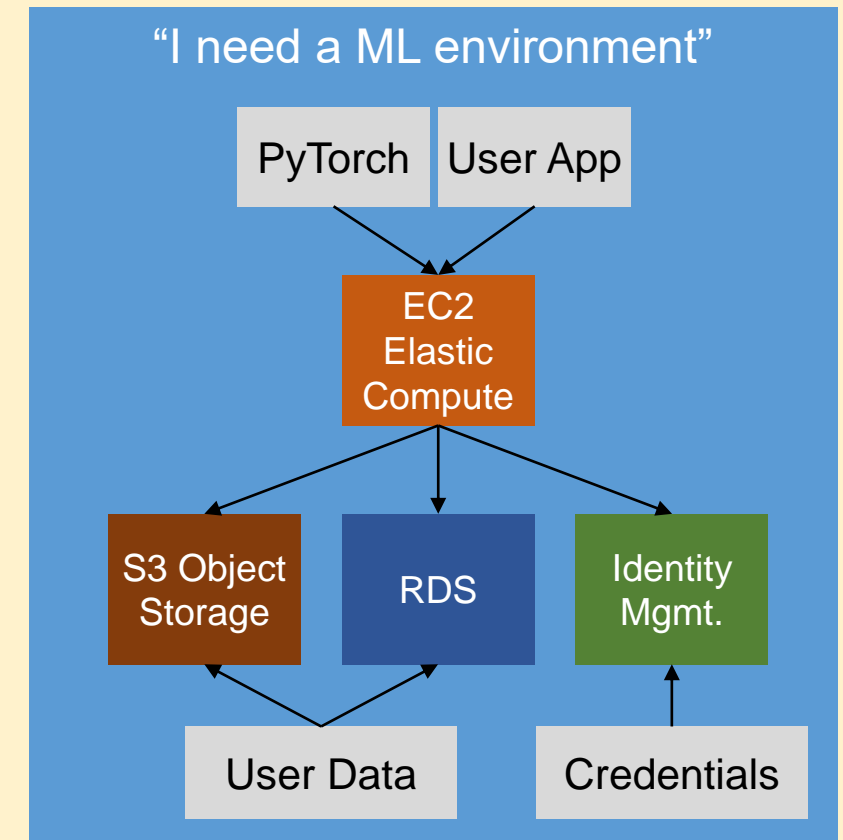 “I need a ML environment”
PyTorch
User App
EC2
Elastic
Compute
S3 Object
Storage
RDS
Identity
Mgmt.
User Data
Credentials